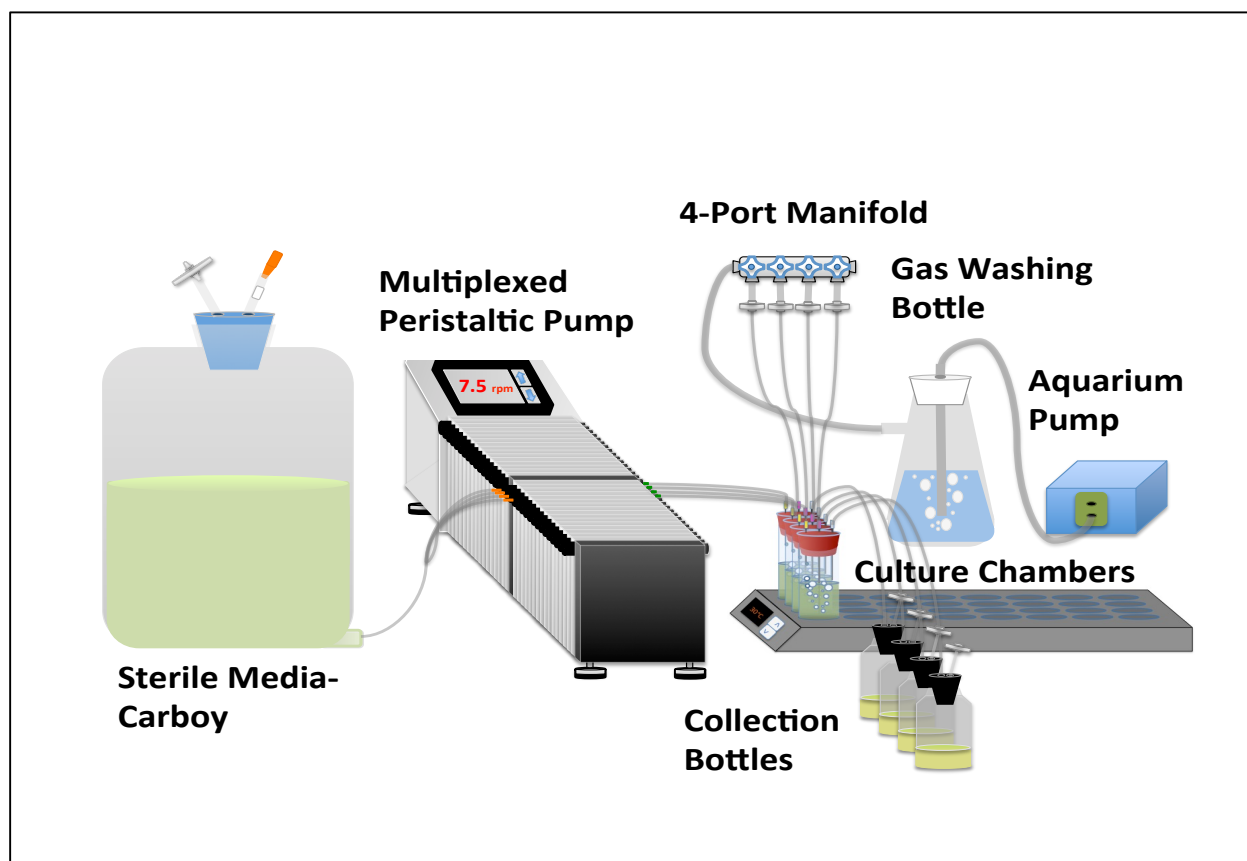 4-Port Manifold
Multiplexed
Peristaltic Pump
Gas Washing
Bottle
Aquarium
Pump
7.5 rpm
Culture Chambers
30°C
Sterile Media-
Carboy
Collection
Bottles